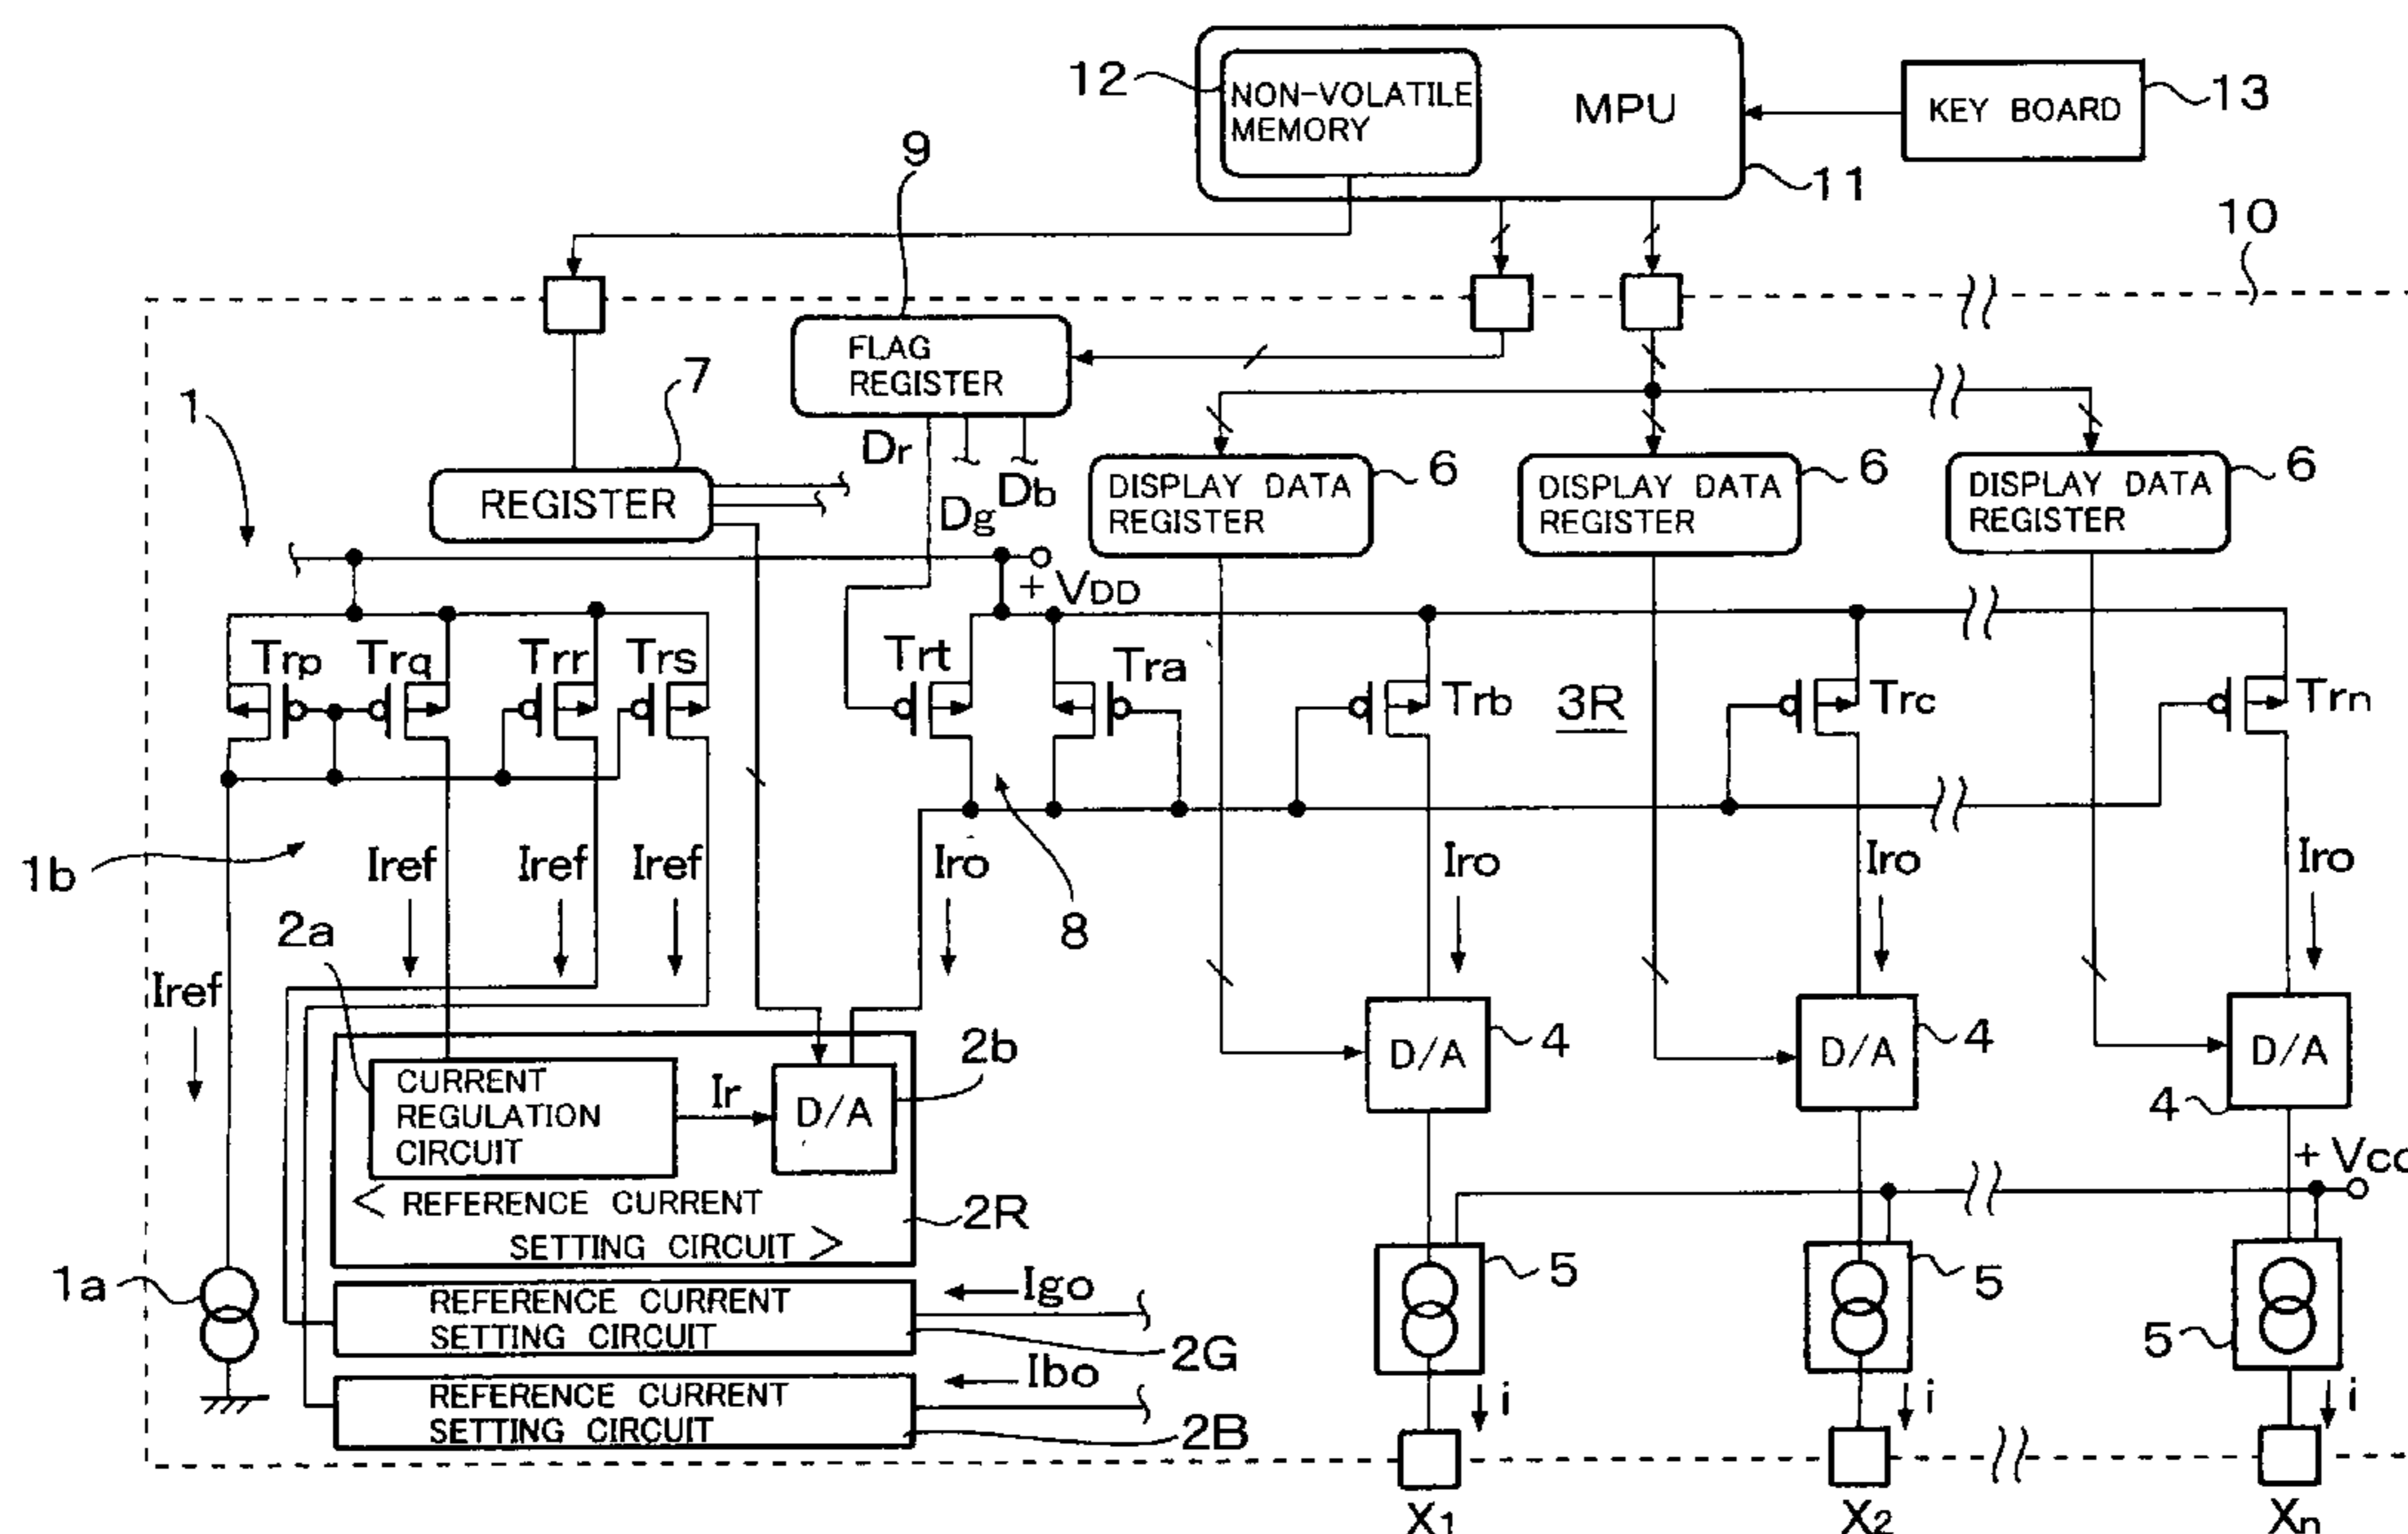 12
NON-VOLATILE
MEMORY
MPU
KEY BOARD
13
11
9
10
FLAG
REGISTER
7
1
REGISTER
Dr
Dg
Db
DISPLAY DATA
REGISTER
6
DISPLAY DATA
REGISTER
6
DISPLAY DATA
REGISTER
6
+ VDD
Trp
Trq
Trr
Trs
Trt
Tra
Trb
3R
Trc
Trn
1b
Iref
Iref
Iref
Iro
8
Iro
Iro
Iro
2a
Iref
2b
4
4
4
D/A
D/A
D/A
CURRENT
REGULATION
CIRCUIT
Ir
D/A
< REFERENCE CURRENT
SETTING CIRCUIT >
2R
+ Vcc
1a
REFERENCE CURRENT
SETTING CIRCUIT
Igo
2G
5
5
5
REFERENCE CURRENT
SETTING CIRCUIT
Ibo
2B
i
i
i
X1
X2
Xn